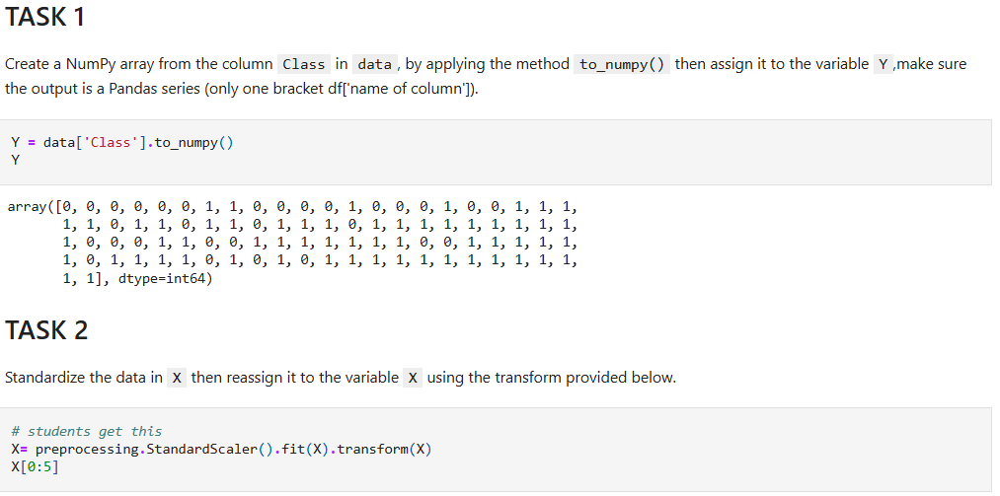 TASK 1
Create a NumPy array from the column Class in data , by applying the method to_numpy() then assign it to the variable Y ,make sure
the output is a Pandas series (only one bracket df['name of column']).
Y = data['Class'].to_numpy()
Y
array([0, 0, 0, 0, 0, 0, 1, 1, 0, 0, 0, 0, 1, 0, 0, 0, 1, 0, 0, 1, 1, 1,
1, 1, 0, 1, 1, 0, 1, 1, 0, 1, 1, 1, 0, 1, 1, 1, 1, 1, 1, 1, 1, 1,
1, 0, 0, 0, 1, 1, 0, 0, 1, 1, 1, 1, 1, 1, 1, 0, 0, 1, 1, 1, 1, 1,
1, 0, 1, 1, 1, 1, 0, 1, 0, 1, 0, 1, 1, 1, 1, 1, 1, 1, 1, 1, 1, 1,
1, 1], dtype=int64)
TASK 2
Standardize the data in X then reassign it to the variable X using the transform provided below.
# students get this
X= preprocessing.StandardScaler().fit(X).transform(X)
X[0:5]